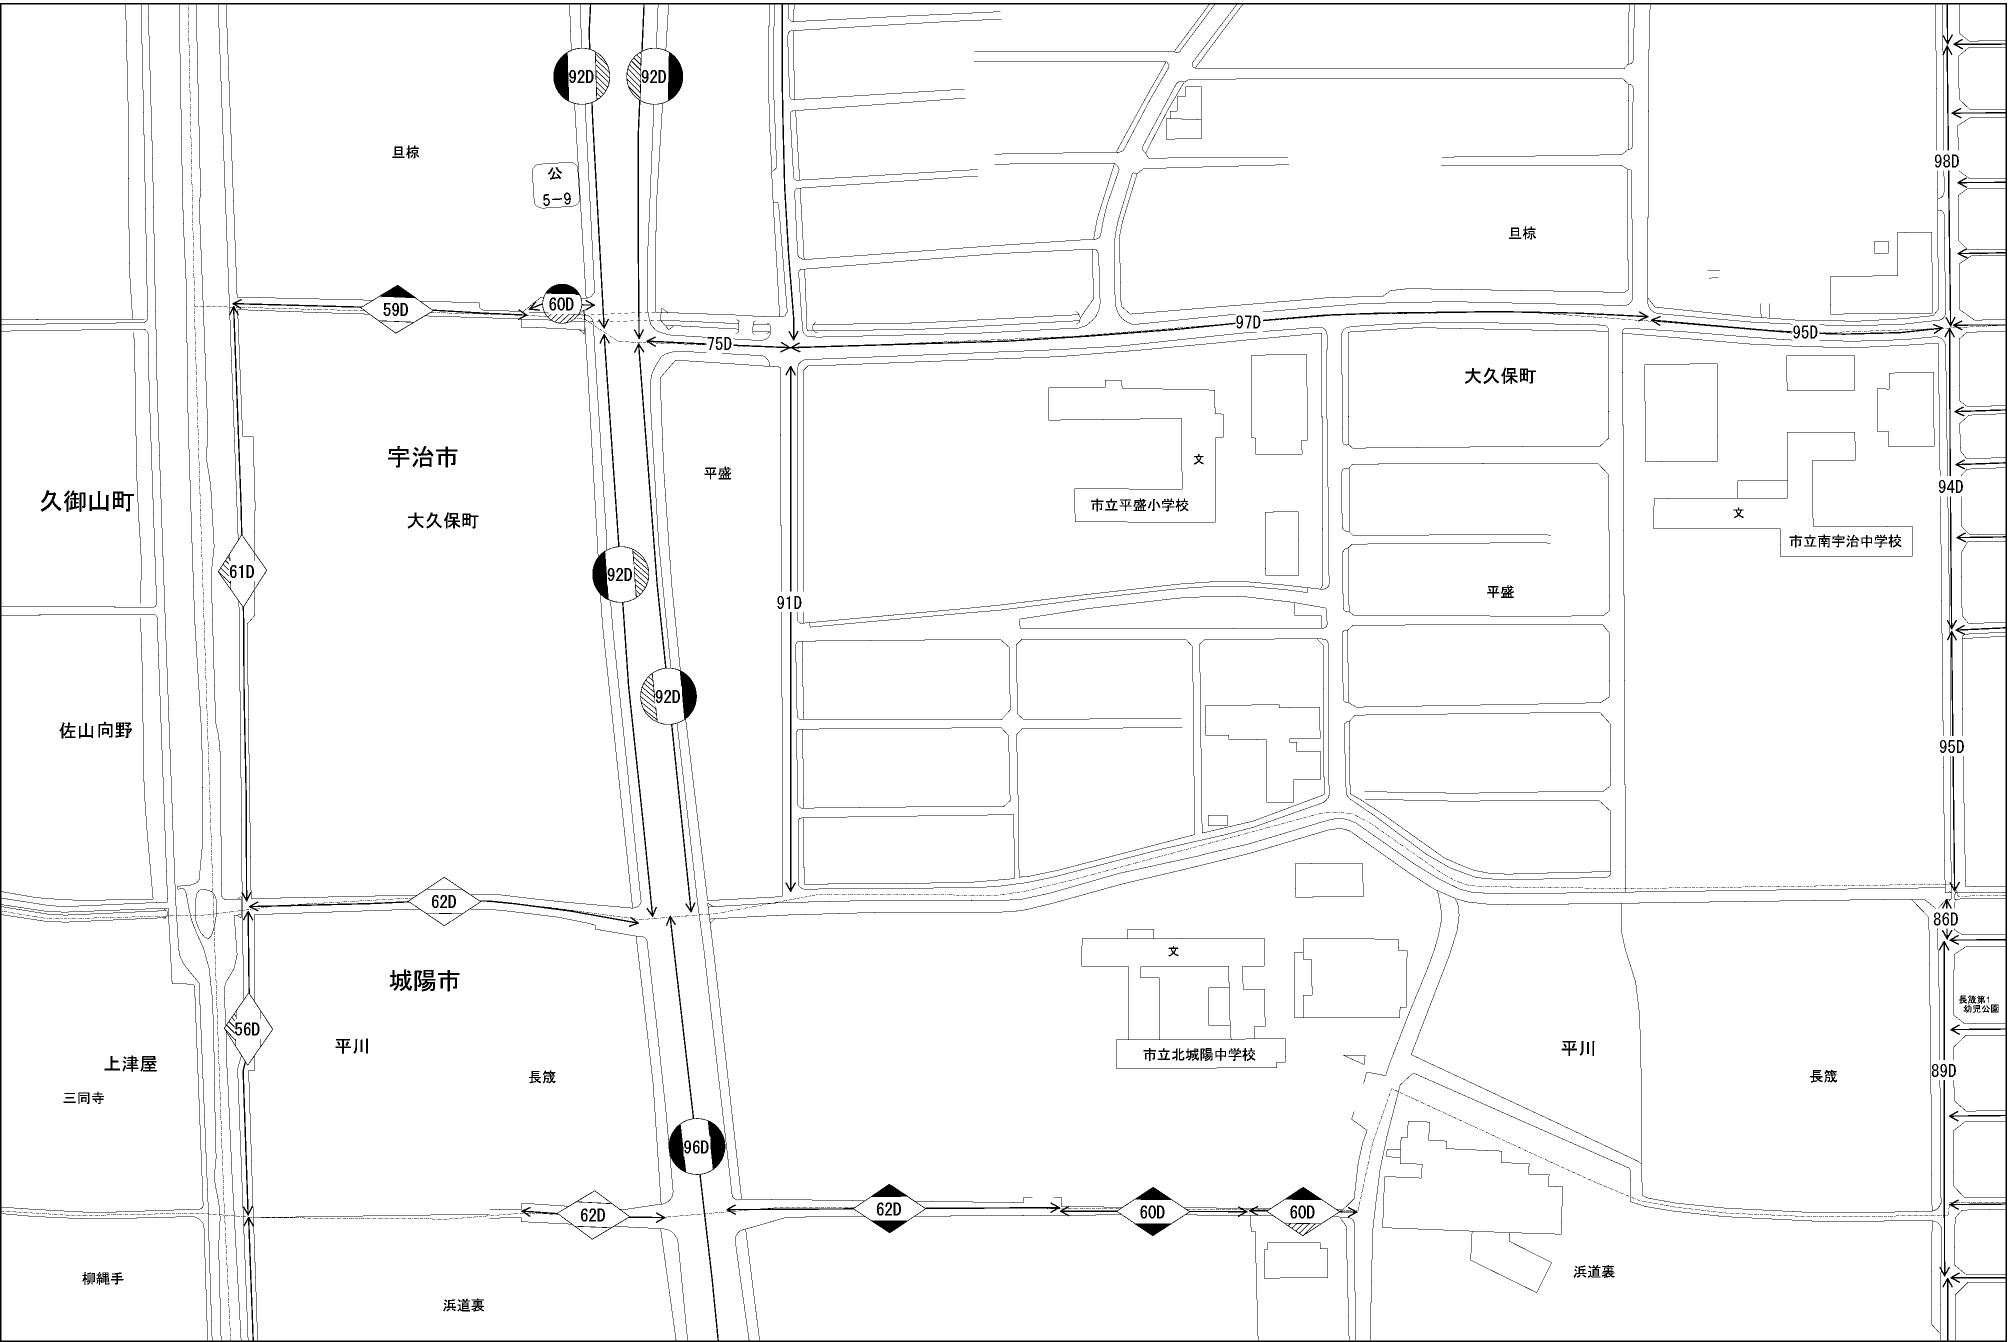 92D
92D
旦椋
公
5-9
98D
旦椋
59D
60D
75D
97D
95D
大久保町
宇治市
平盛
文
久御山町
大久保町
市立平盛小学校
94D
文
市立南宇治中学校
61D
92D
91D
平盛
92D
佐山向野
95D
62D
86D
文
城陽市
長筬第1
幼児公園
56D
平川
市立北城陽中学校
平川
上津屋
長筬
長筬
89D
三同寺
96D
62D
62D
60D
60D
柳縄手
浜道裏
浜道裏